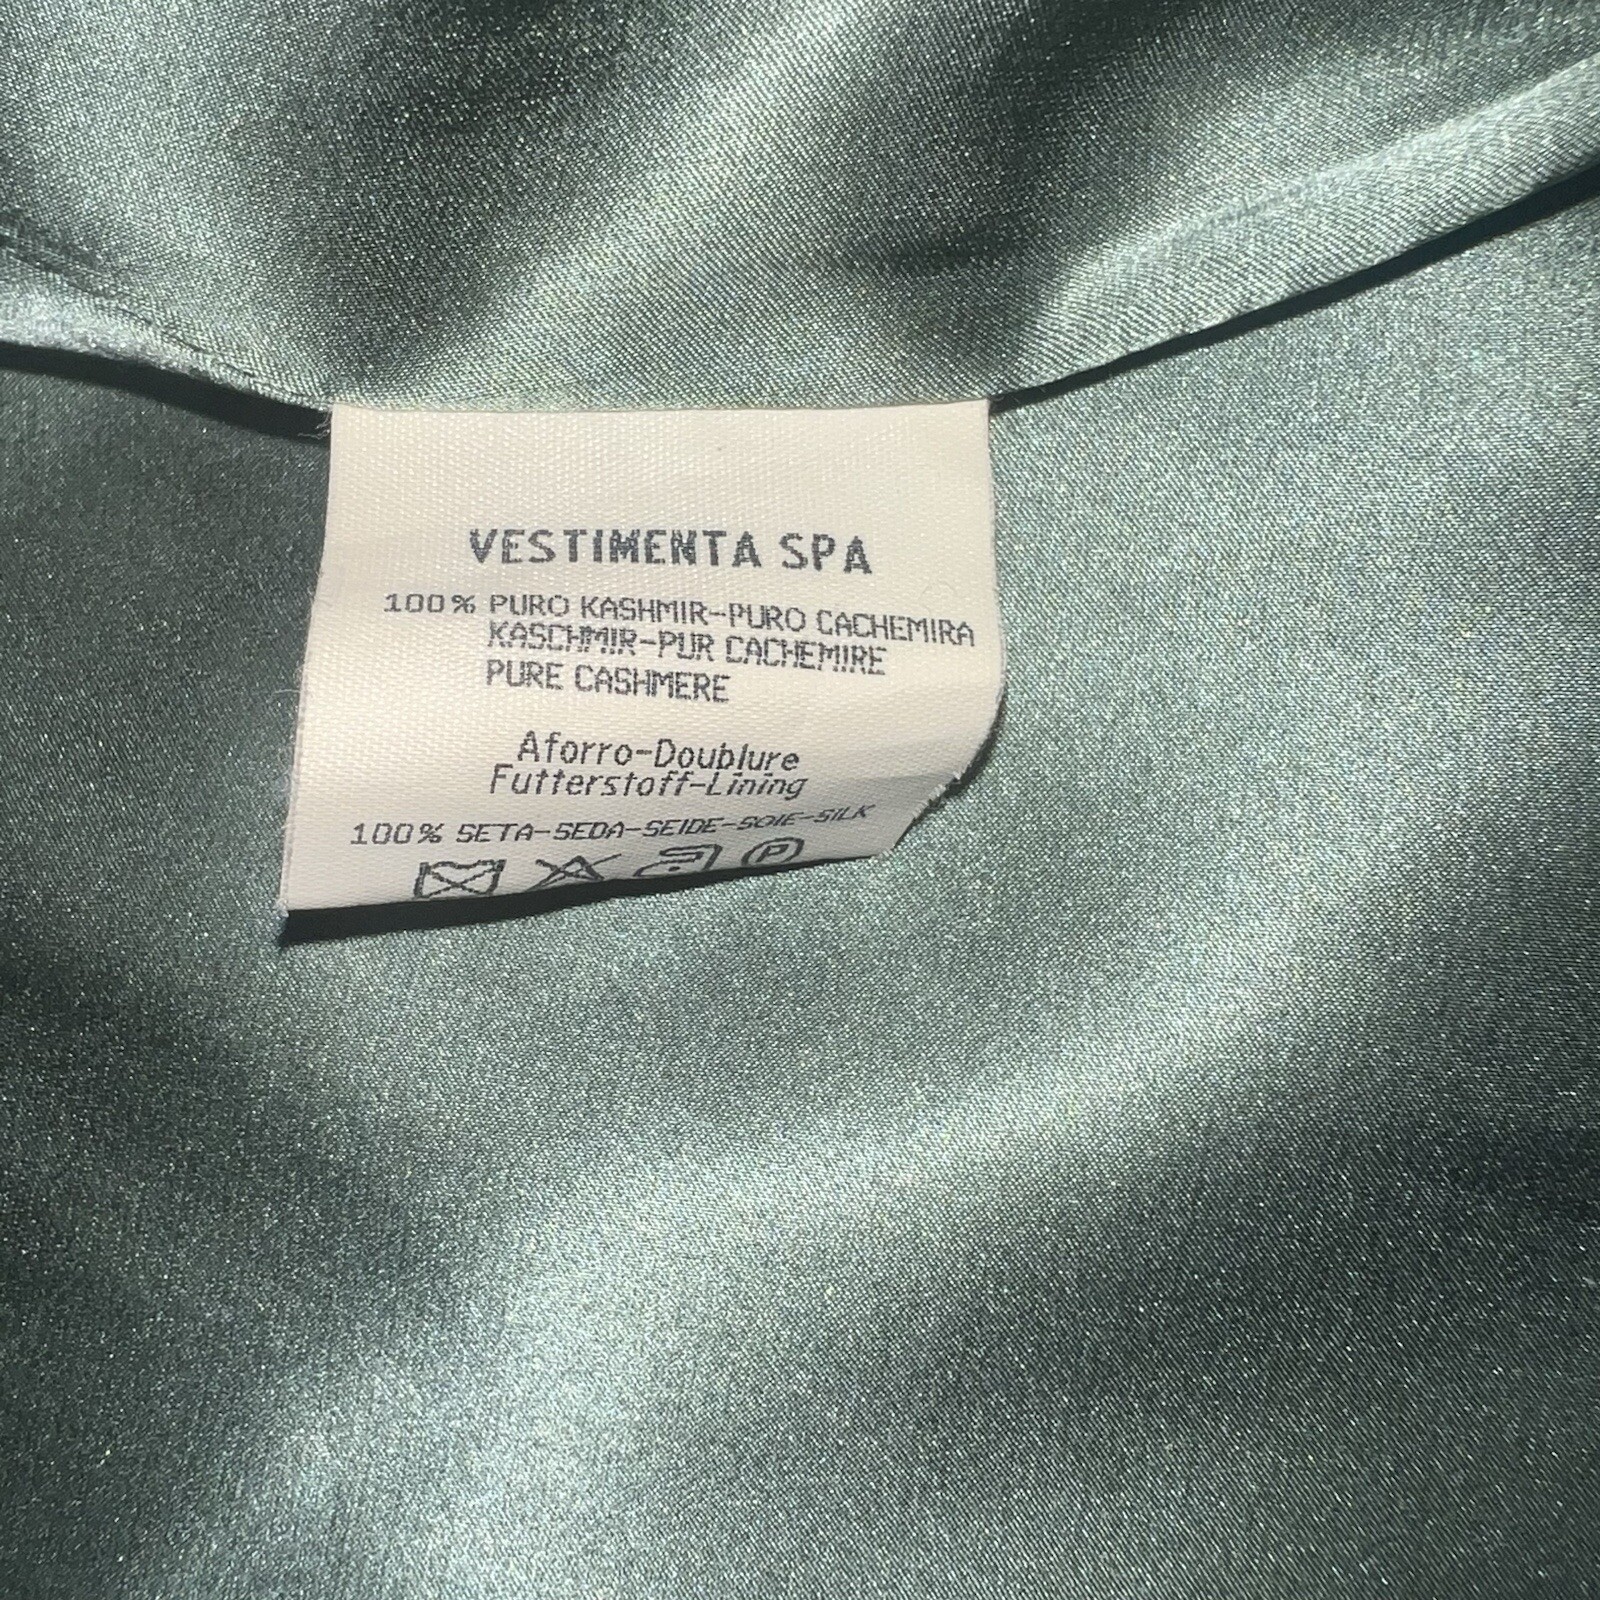 VESTIMENTA SPA
100% PURO KASHMIR-PURO CACHEMIRA
KASCHMIR-PUR CACHEMIRE
PURE CASHMERE
Aforro-Doublure
Futterstoff-Lining
100% SETA-SEDA-SEIDE-SOIE-SILK
P